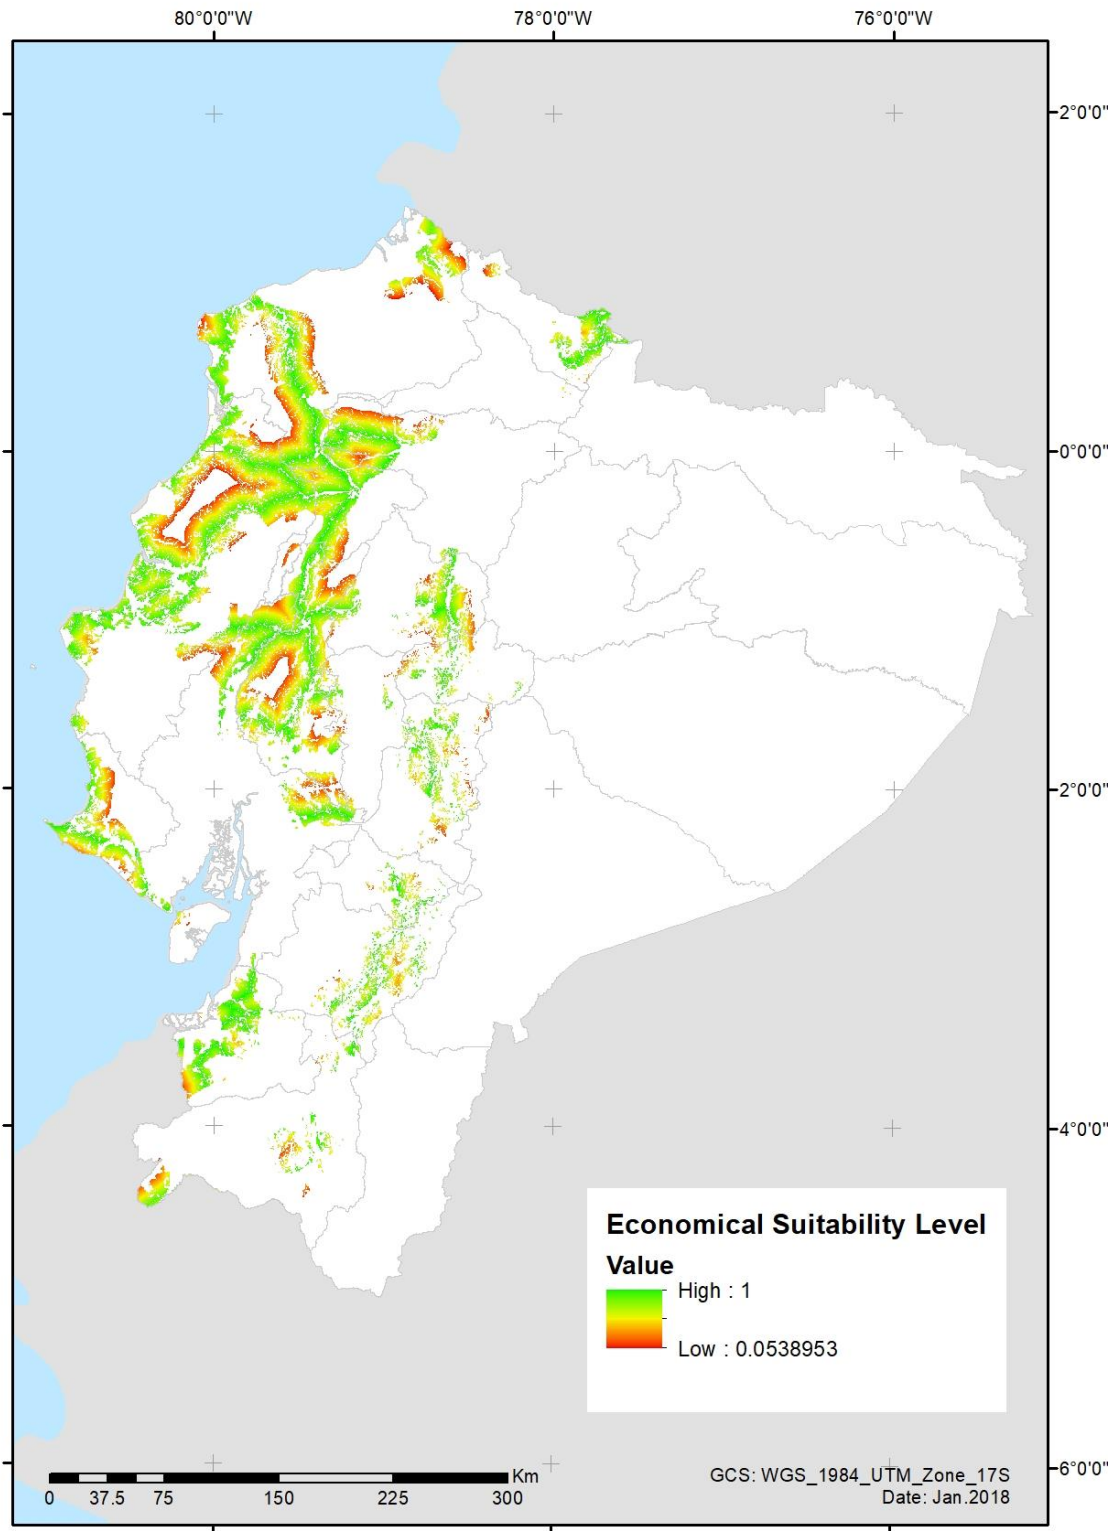 80°0'0"W 78°0'0"W 76°0'0"W
2°0'0"
0°0'0"
2°0'0"
4°0'0"
Economical Suitability Level
Value
High : 1
Low : 0.0538953
6°0'0"
Km
0 37.5 75 150 225 300
GCS: WGS_1984_UTM_Zone_17S
Date: Jan.2018